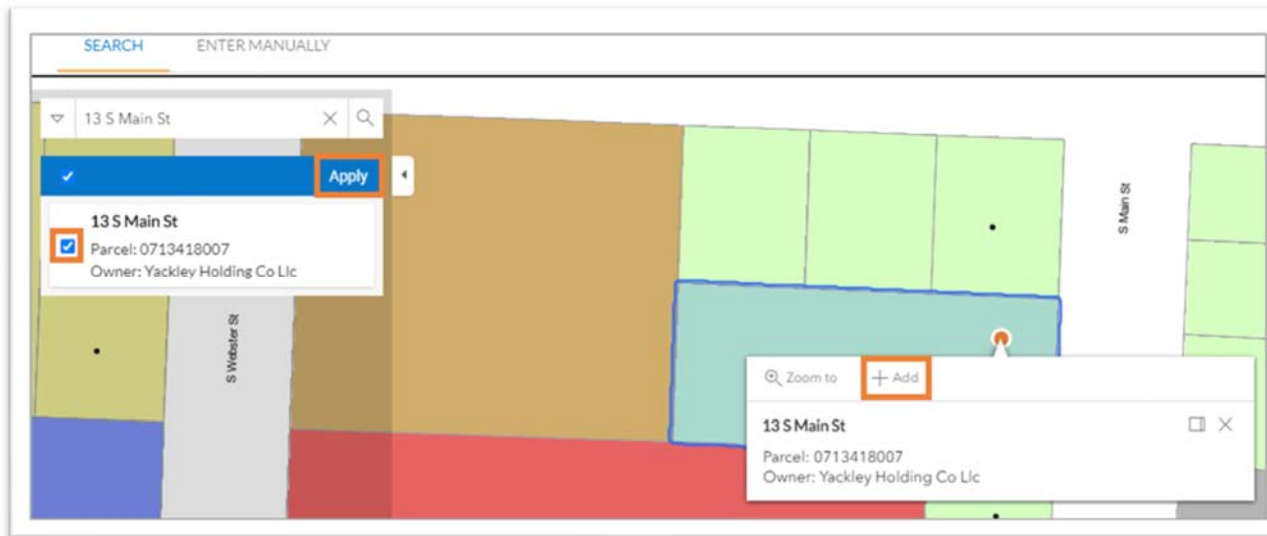 SEARCH ENTER MANUALLY
13 S Main St
Apply
13 S Main St
Parcel: 0713418007
Owner: Yackley Holding Co Llc
S Webster St
S Main St
Zoom to Add
13 S Main St
Parcel: 0713418007
Owner: Yackley Holding Co Llc